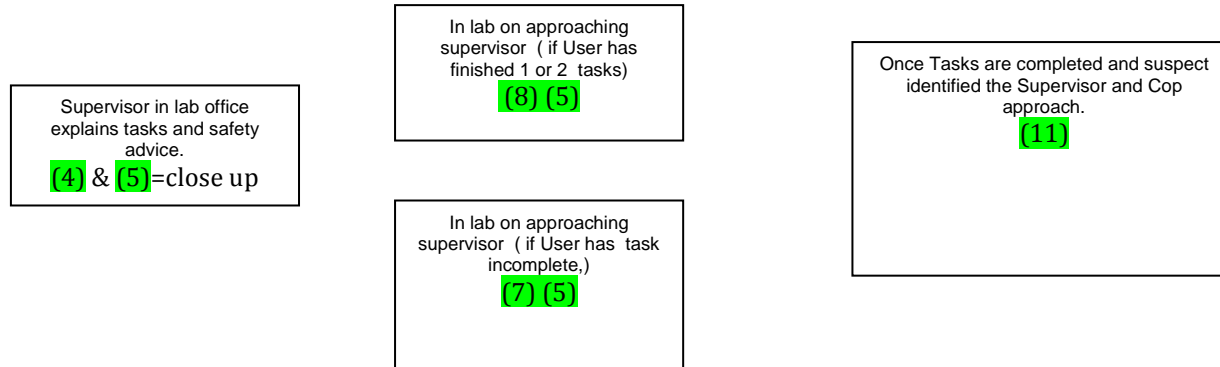 Supervisor in lab office
explains tasks and safety
advice.
(4) & (5)=close up
In lab on approaching
supervisor ( if User has
finished 1 or 2 tasks)
(8) (5)
In lab on approaching
supervisor ( if User has task
incomplete,)
(7) (5)
Once Tasks are completed and suspect
identified the Supervisor and Cop
approach.
(11)